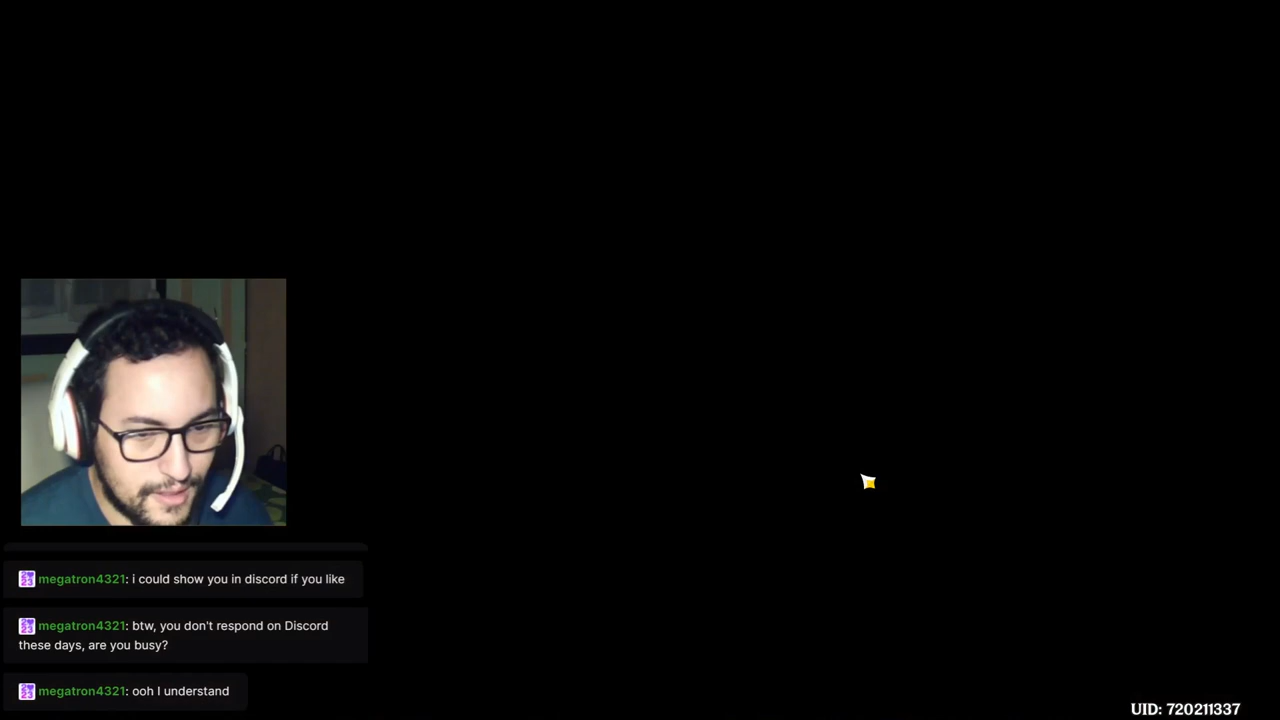 megatron4321: i could show you in discord if you like
megatron4321: btw, you don't respond on Discord
these days, are you busy?
megatron4321: ooh I understand
UID: 720211337